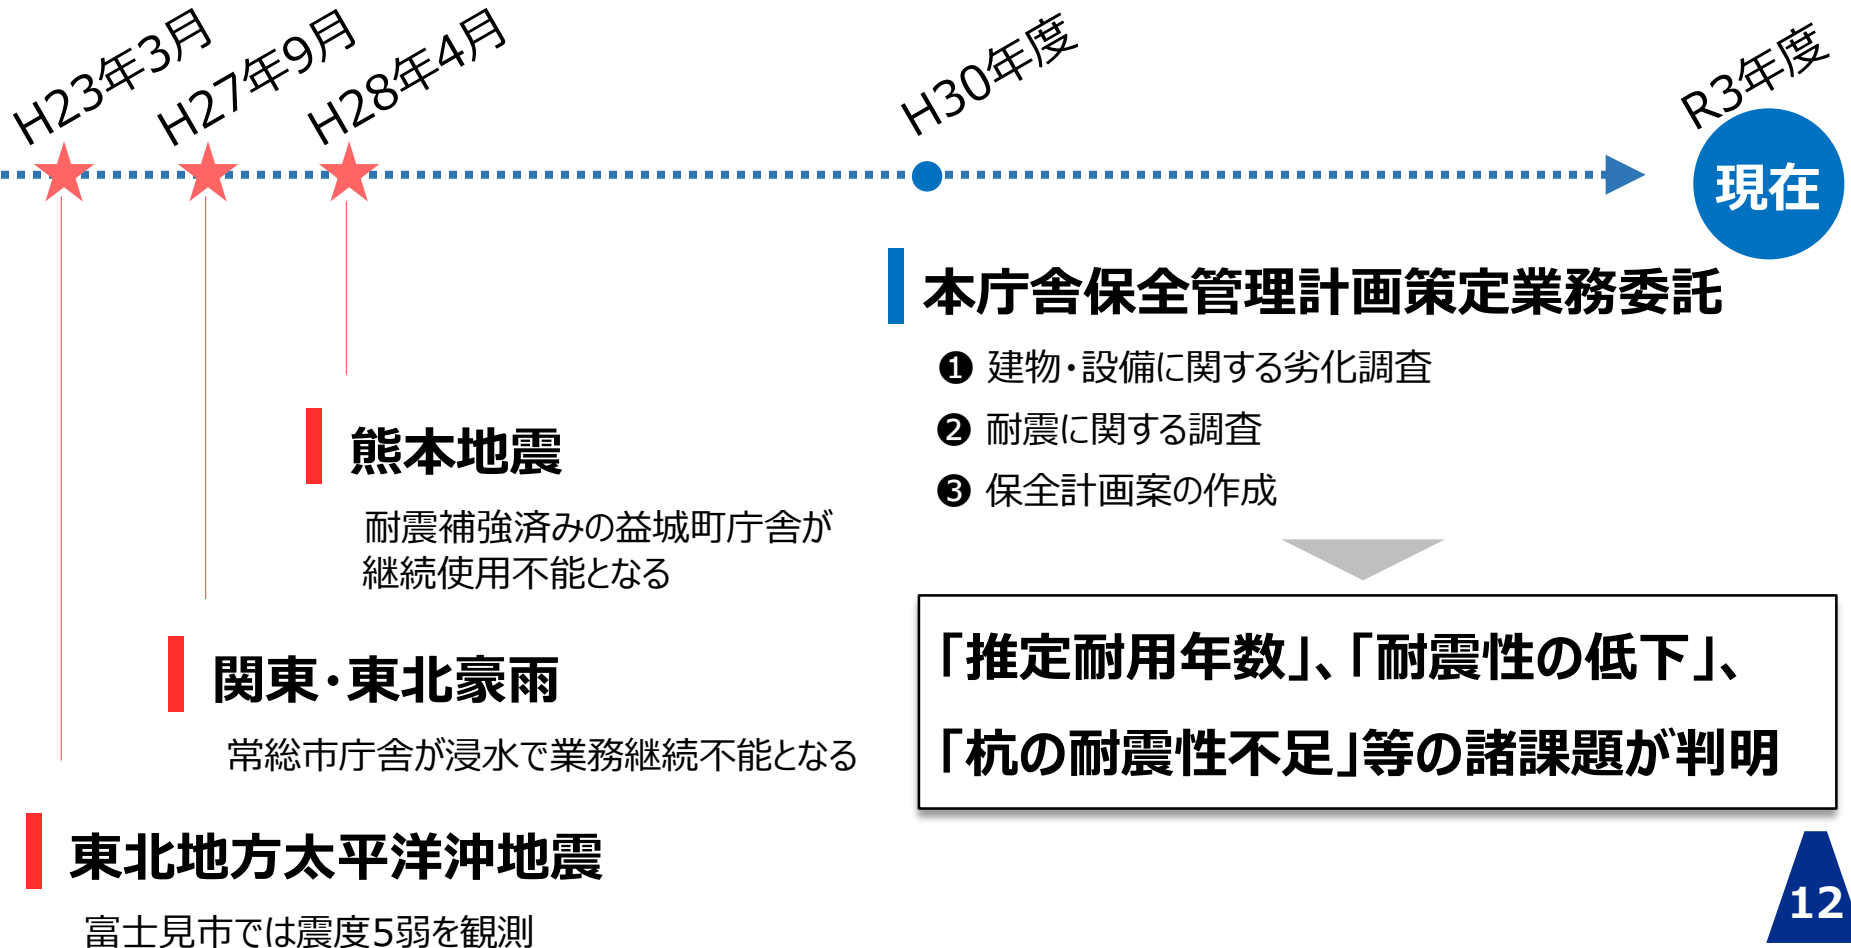 H23年3月
H27年9月
H28年4月
H30年度
R3年度
現在
本庁舎保全管理計画策定業務委託
❶ 建物・設備に関する劣化調査
❷ 耐震に関する調査
❸ 保全計画案の作成
熊本地震
耐震補強済みの益城町庁舎が
継続使用不能となる
「推定耐用年数」、「耐震性の低下」、
「杭の耐震性不足」等の諸課題が判明
関東・東北豪雨
常総市庁舎が浸水で業務継続不能となる
東北地方太平洋沖地震
富士見市では震度5弱を観測
12